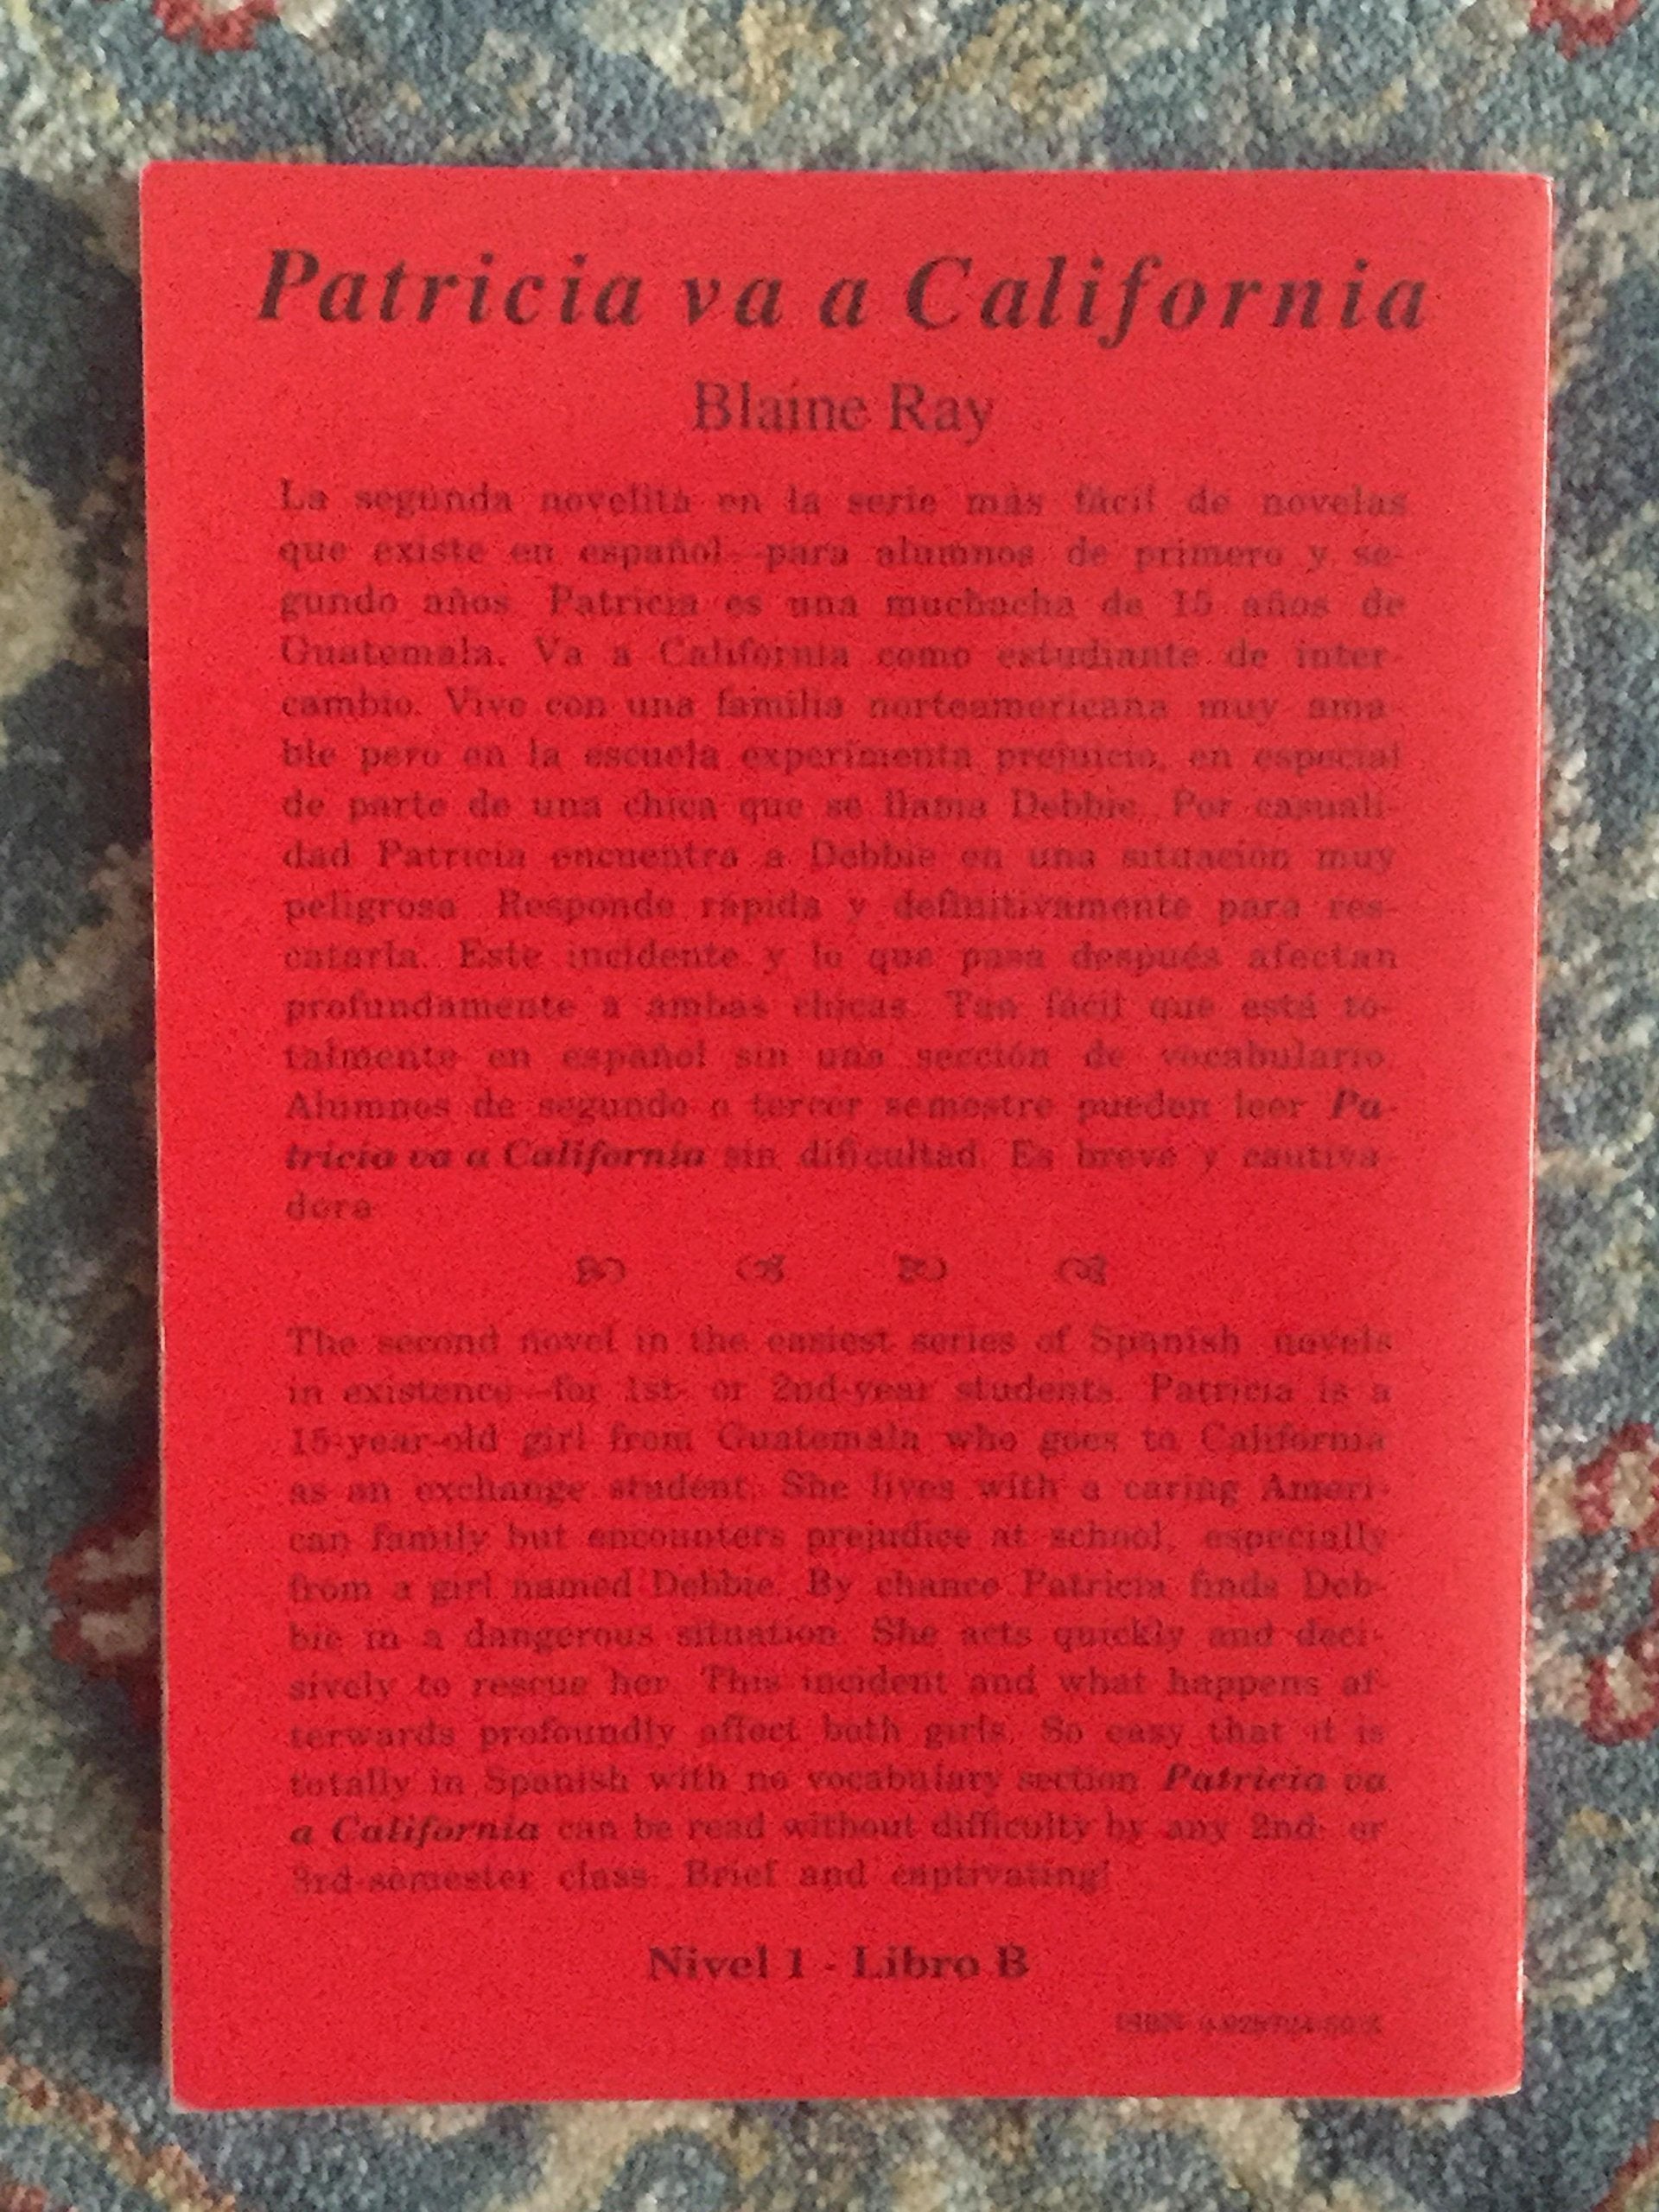 Patricia va a California
Blaine Ray
La segunda novelita en la serie más fácil de novelas
que existe en español—para alumnos de primero y se-
gundo años. Patricia es una muchacha de 15 años de
Guatemala. Va a California como estudiante de inter-
cambio. Vive con una familia norteamericana muy ama-
ble pero en la escuela experimenta prejuicio, en especial
de parte de una chica que se llama Debbie. Por casuali-
dad Patricia encuentra a Debbie en una situación muy
peligrosa. Responde rápida y definitivamente para res-
catarla. Este incidente y lo que pasa después afectan
profundamente a ambas chicas. Tan fácil que está to-
talmente en español sin una sección de vocabulario.
Alumnos de segundo o tercer semestre pueden leer Pa-
tricia va a California sin dificultad. Es breve y cautiva-
dora.
The second novel in the easiest series of Spanish novels
in existence—for 1st- or 2nd-year students. Patricia is a
15-year-old girl from Guatemala who goes to California
as an exchange student. She lives with a caring Ameri-
can family but encounters prejudice at school, especially
from a girl named Debbie. By chance Patricia finds Deb-
bie in a dangerous situation. She acts quickly and deci-
sively to rescue her. This incident and what happens af-
terwards profoundly affect both girls. So easy that it is
totally in Spanish with no vocabulary section. Patricia va
a California can be read without difficulty by any 2nd- or
3rd-semester class. Brief and captivating!
Nivel 1 - Libro B
ISBN